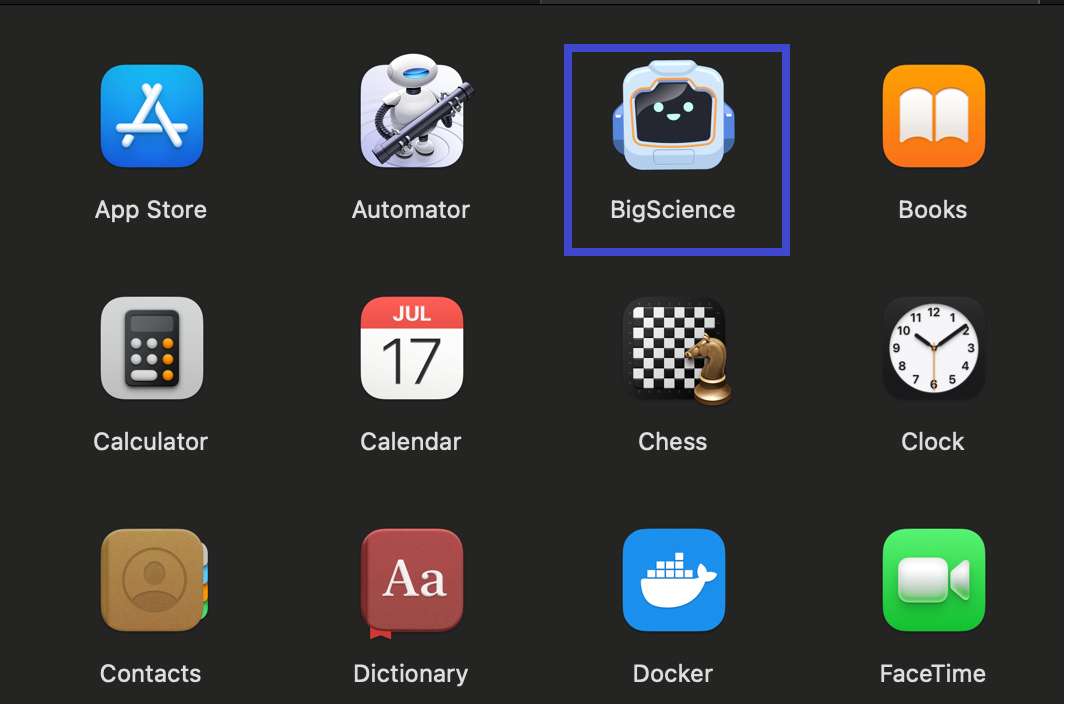 App Store
Automator
BigScience
Books
JUL
17
12
11
1
10
2
9
3
8
4
7
5
6
Calculator
Calendar
Chess
Clock
Aa
Contacts
Dictionary
Docker
FaceTime